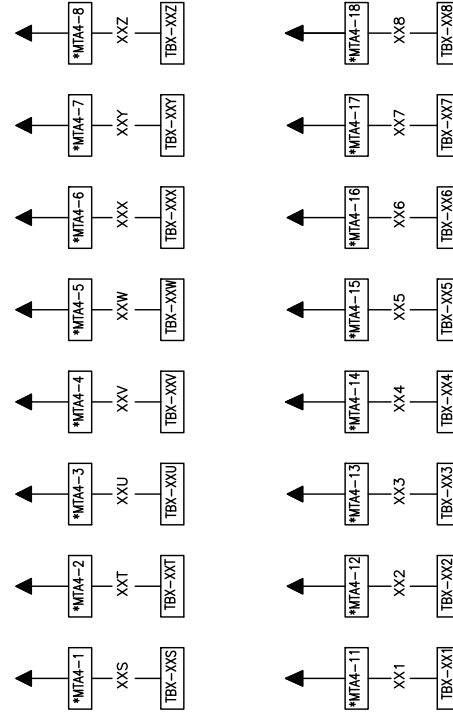 *MTA4-1
XXS
TBX-XXS
*MTA4-2
XXT
TBX-XXT
*MTA4-3
XXU
TBX-XXU
*MTA4-4
XXV
TBX-XXV
*MTA4-5
XXW
TBX-XXW
*MTA4-6
XXX
TBX-XXX
*MTA4-7
XXY
TBX-XXY
*MTA4-8
XXZ
TBX-XXZ
*MTA4-11
XX1
TBX-XX1
*MTA4-12
XX2
TBX-XX2
*MTA4-13
XX3
TBX-XX3
*MTA4-14
XX4
TBX-XX4
*MTA4-15
XX5
TBX-XX5
*MTA4-16
XX6
TBX-XX6
*MTA4-17
XX7
TBX-XX7
*MTA4-18
XX8
TBX-XX8